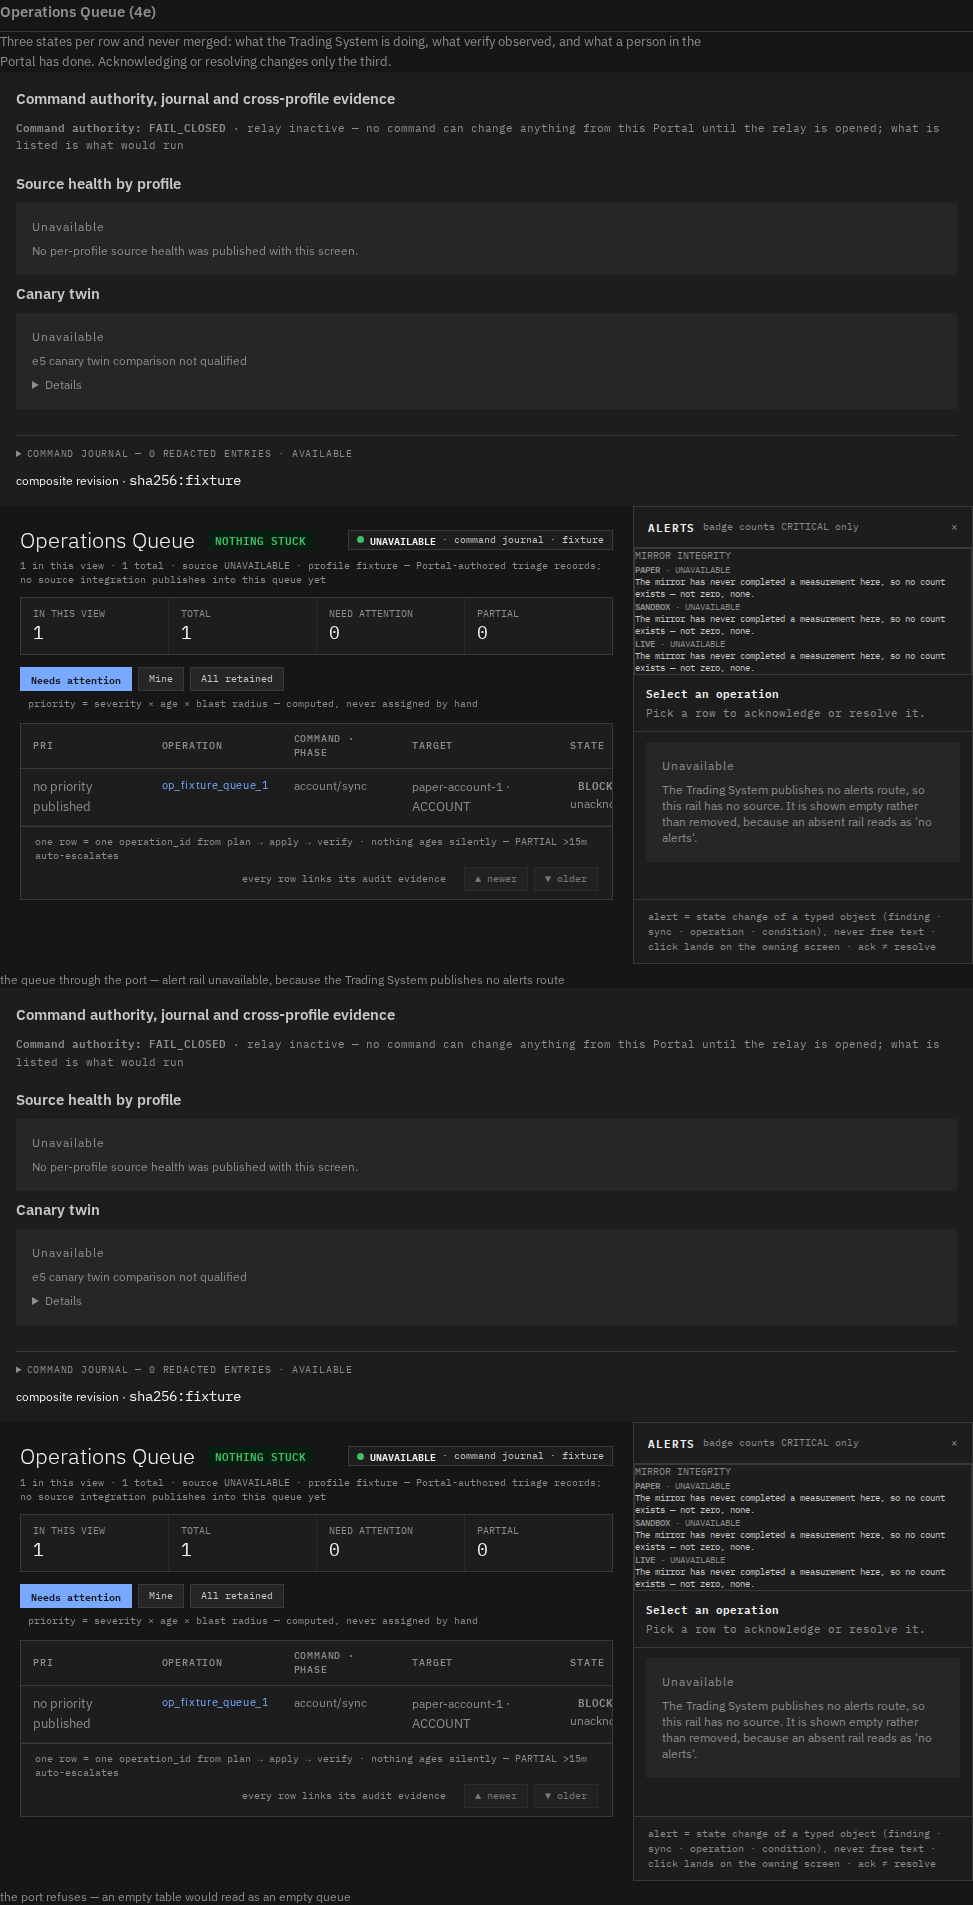 Operations Queue (4e)
Three states per row and never merged: what the Trading System is doing, what verify observed, and what a person in the
Portal has done. Acknowledging or resolving changes only the third.
Command authority, journal and cross-profile evidence
Command authority: FAIL_CLOSED · relay inactive — no command can change anything from this Portal until the relay is opened; what is
listed is what would run
Source health by profile
Unavailable
No per-profile source health was published with this screen.
Canary twin
Unavailable
e5 canary twin comparison not qualified
▶ Details
▶ COMMAND JOURNAL — 0 REDACTED ENTRIES · AVAILABLE
composite revision · sha256:fixture
Operations Queue NOTHING STUCK UNAVAILABLE · command journal · fixture
1 in this view · 1 total · source UNAVAILABLE · profile fixture — Portal-authored triage records;
no source integration publishes into this queue yet
IN THIS VIEW TOTAL NEED ATTENTION PARTIAL
1 1 0 0
Needs attention Mine All retained
priority = severity × age × blast radius — computed, never assigned by hand
PRI OPERATION COMMAND · PHASE TARGET STATE
no priority published op_fixture_queue_1 account/sync paper-account-1 · ACCOUNT BLOCK unackno
one row = one operation_id from plan → apply → verify · nothing ages silently — PARTIAL >15m
auto-escalates
every row links its audit evidence ▲ newer ▼ older
ALERTS badge counts CRITICAL only ×
MIRROR INTEGRITY
PAPER · UNAVAILABLE
The mirror has never completed a measurement here, so no count
exists — not zero, none.
SANDBOX · UNAVAILABLE
The mirror has never completed a measurement here, so no count
exists — not zero, none.
LIVE · UNAVAILABLE
The mirror has never completed a measurement here, so no count
exists — not zero, none.
Select an operation
Pick a row to acknowledge or resolve it.
Unavailable
The Trading System publishes no alerts route, so
this rail has no source. It is shown empty rather
than removed, because an absent rail reads as 'no
alerts'.
alert = state change of a typed object (finding ·
sync · operation · condition), never free text ·
click lands on the owning screen · ack ≠ resolve
the queue through the port — alert rail unavailable, because the Trading System publishes no alerts route
Command authority, journal and cross-profile evidence
Command authority: FAIL_CLOSED · relay inactive — no command can change anything from this Portal until the relay is opened; what is
listed is what would run
Source health by profile
Unavailable
No per-profile source health was published with this screen.
Canary twin
Unavailable
e5 canary twin comparison not qualified
▶ Details
▶ COMMAND JOURNAL — 0 REDACTED ENTRIES · AVAILABLE
composite revision · sha256:fixture
Operations Queue NOTHING STUCK UNAVAILABLE · command journal · fixture
1 in this view · 1 total · source UNAVAILABLE · profile fixture — Portal-authored triage records;
no source integration publishes into this queue yet
IN THIS VIEW TOTAL NEED ATTENTION PARTIAL
1 1 0 0
Needs attention Mine All retained
priority = severity × age × blast radius — computed, never assigned by hand
PRI OPERATION COMMAND · PHASE TARGET STATE
no priority published op_fixture_queue_1 account/sync paper-account-1 · ACCOUNT BLOCK unackno
one row = one operation_id from plan → apply → verify · nothing ages silently — PARTIAL >15m
auto-escalates
every row links its audit evidence ▲ newer ▼ older
ALERTS badge counts CRITICAL only ×
MIRROR INTEGRITY
PAPER · UNAVAILABLE
The mirror has never completed a measurement here, so no count
exists — not zero, none.
SANDBOX · UNAVAILABLE
The mirror has never completed a measurement here, so no count
exists — not zero, none.
LIVE · UNAVAILABLE
The mirror has never completed a measurement here, so no count
exists — not zero, none.
Select an operation
Pick a row to acknowledge or resolve it.
Unavailable
The Trading System publishes no alerts route, so
this rail has no source. It is shown empty rather
than removed, because an absent rail reads as 'no
alerts'.
alert = state change of a typed object (finding ·
sync · operation · condition), never free text ·
click lands on the owning screen · ack ≠ resolve
the port refuses — an empty table would read as an empty queue